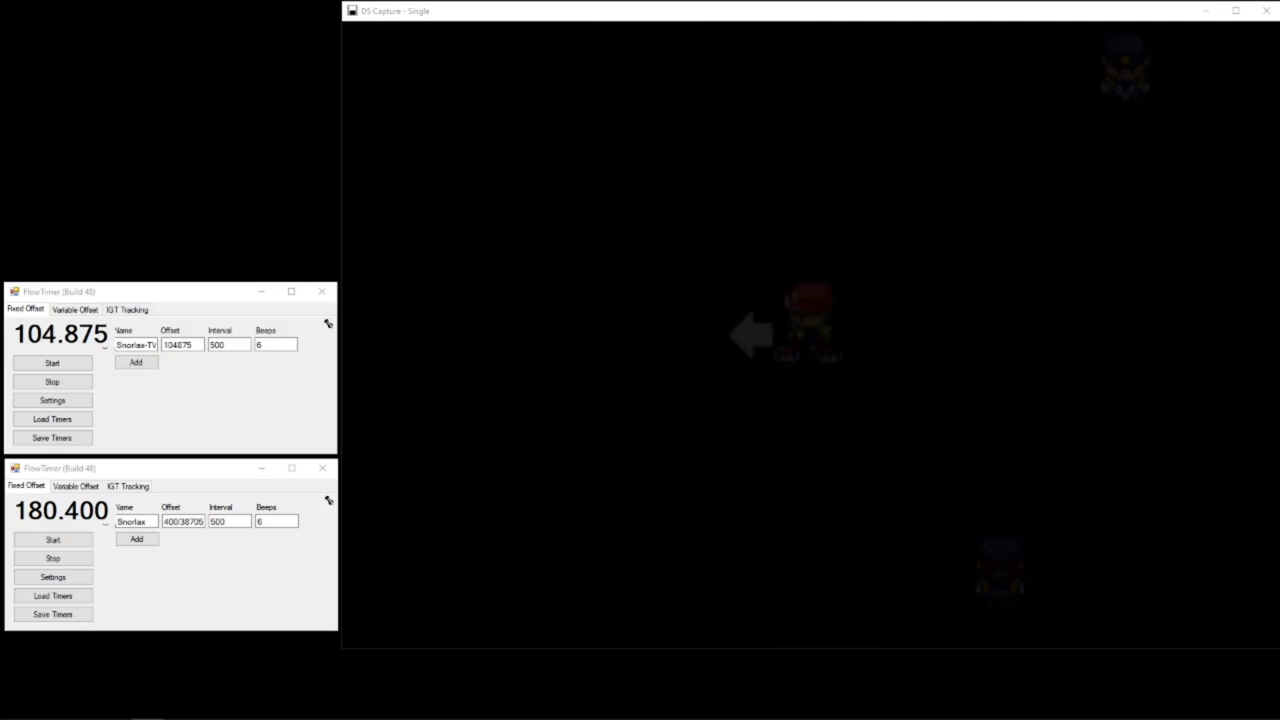 DS Capture - Single
FlowTimer (Build 48)
Fixed Offset Variable Offset IGT Tracking
104.875
Name Offset Interval Beeps
Snorlax-TV 104875 500 6
Start Add
Stop
Settings
Load Timers
Save Timers
FlowTimer (Build 48)
Fixed Offset Variable Offset IGT Tracking
180.400
Name Offset Interval Beeps
Snorlax 400/38705 500 6
Start Add
Stop
Settings
Load Timers
Save Timers